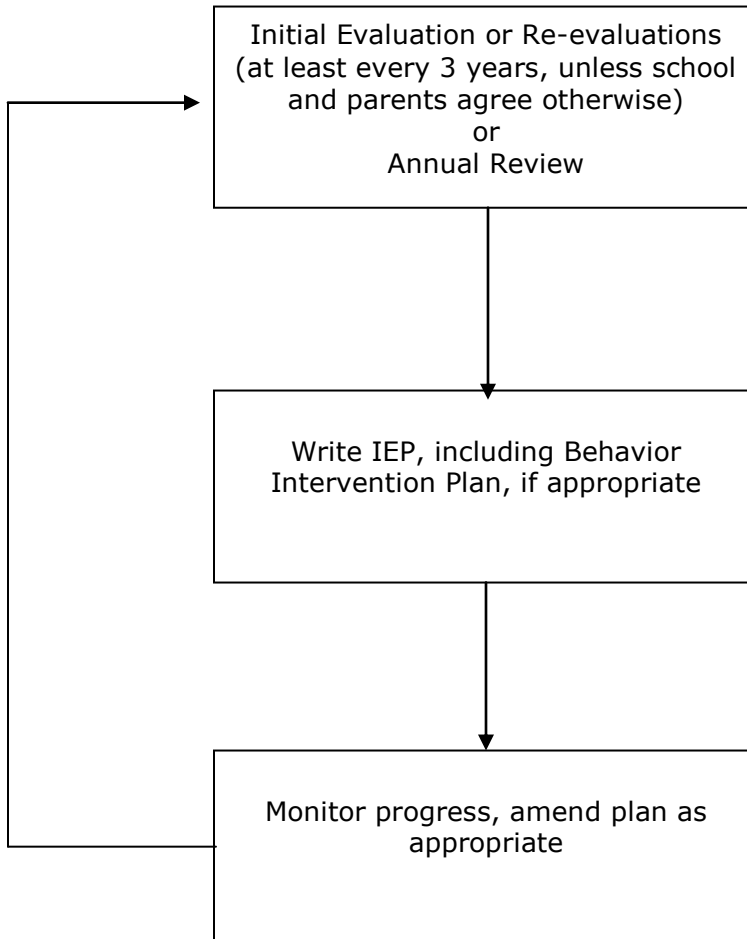 Initial Evaluation or Re-evaluations
(at least every 3 years, unless school
and parents agree otherwise)
or
Annual Review
Write IEP, including Behavior
Intervention Plan, if appropriate
Monitor progress, amend plan as
appropriate